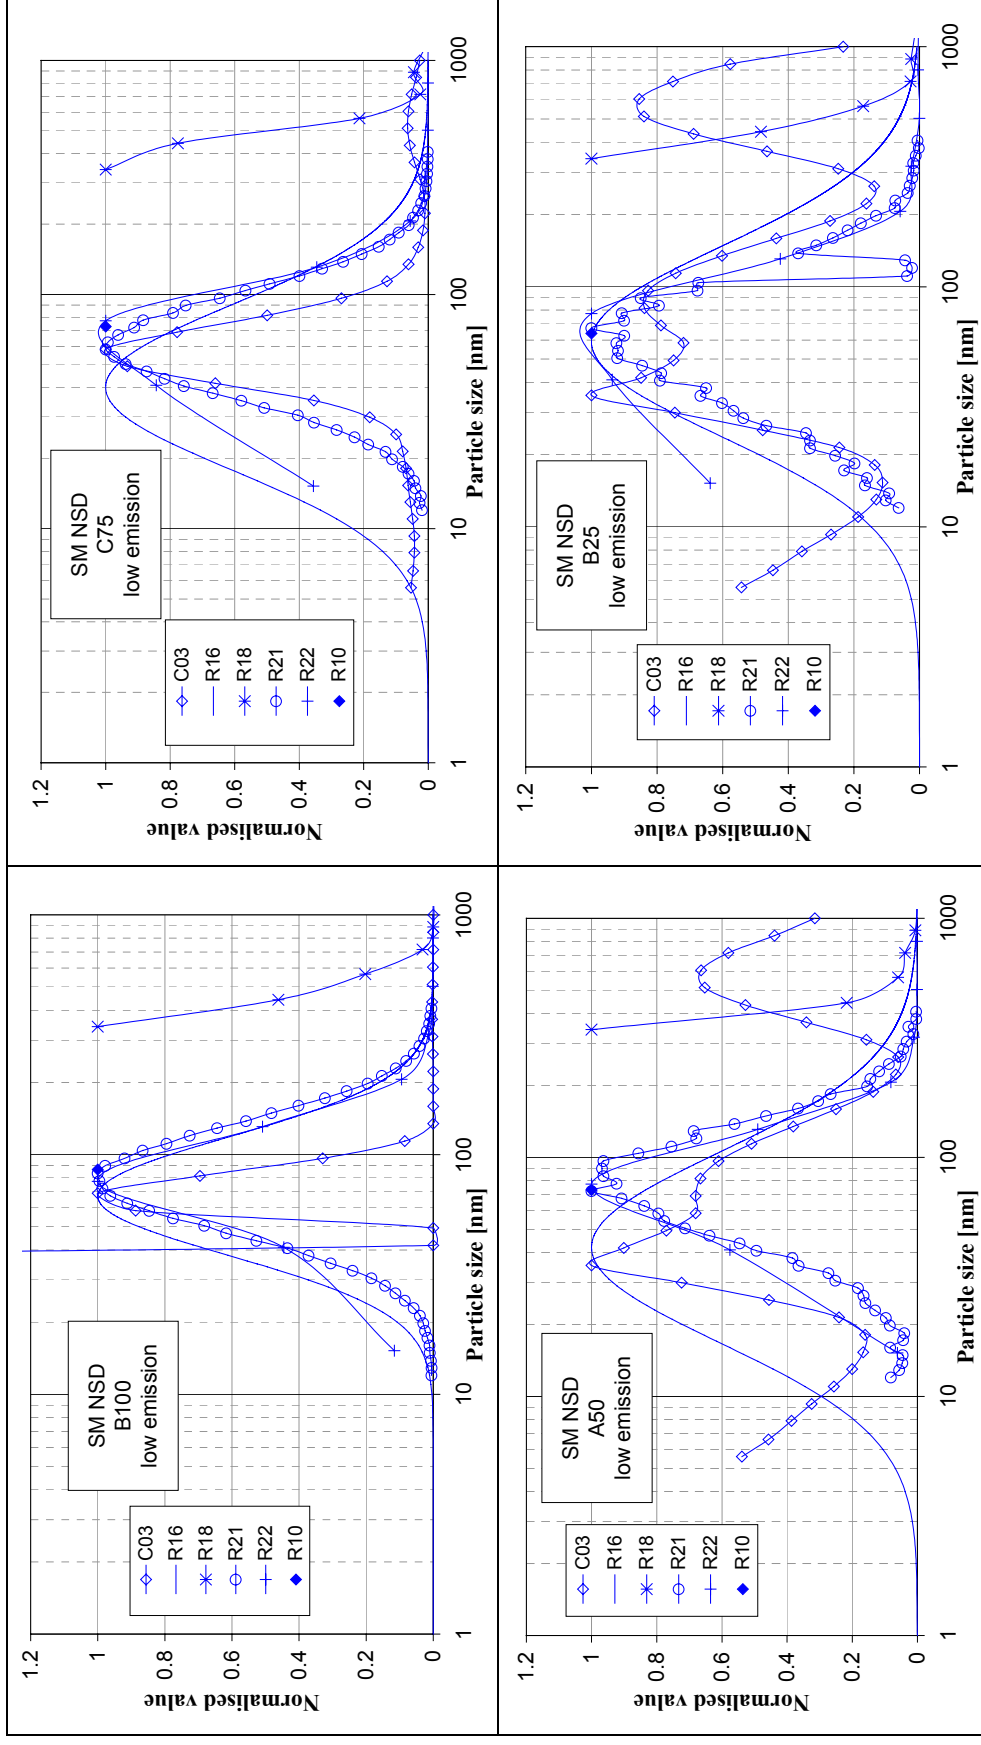 1.2
1
0.8
0.6
0.4
0.2
0
Normalised value
C03
R16
R18
R21
R22
R10
SM NSD
B100
low emission
1
10
100
1000
Particle size [nm]
1.2
1
0.8
0.6
0.4
0.2
0
Normalised value
C03
R16
R18
R21
R22
R10
SM NSD
C75
low emission
1
10
100
1000
Particle size [nm]
1.2
1
0.8
0.6
0.4
0.2
0
Normalised value
C03
R16
R18
R21
R22
R10
SM NSD
A50
low emission
1
10
100
1000
Particle size [nm]
1.2
1
0.8
0.6
0.4
0.2
0
Normalised value
C03
R16
R18
R21
R22
R10
SM NSD
B25
low emission
1
10
100
1000
Particle size [nm]